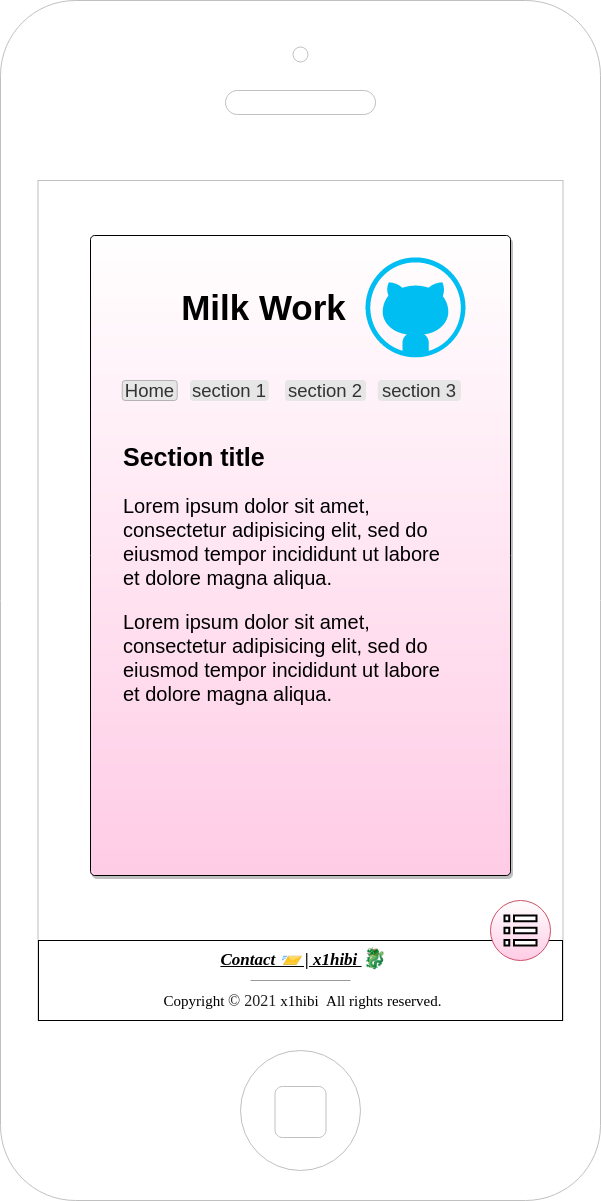 Milk Work
Home section 1 section 2 section 3
Section title
Lorem ipsum dolor sit amet,
consectetur adipisicing elit, sed do
eiusmod tempor incididunt ut labore
et dolore magna aliqua.
Lorem ipsum dolor sit amet,
consectetur adipisicing elit, sed do
eiusmod tempor incididunt ut labore
et dolore magna aliqua.
Contact 📨 | x1hibi 🐉
Copyright © 2021 x1hibi  All rights reserved.